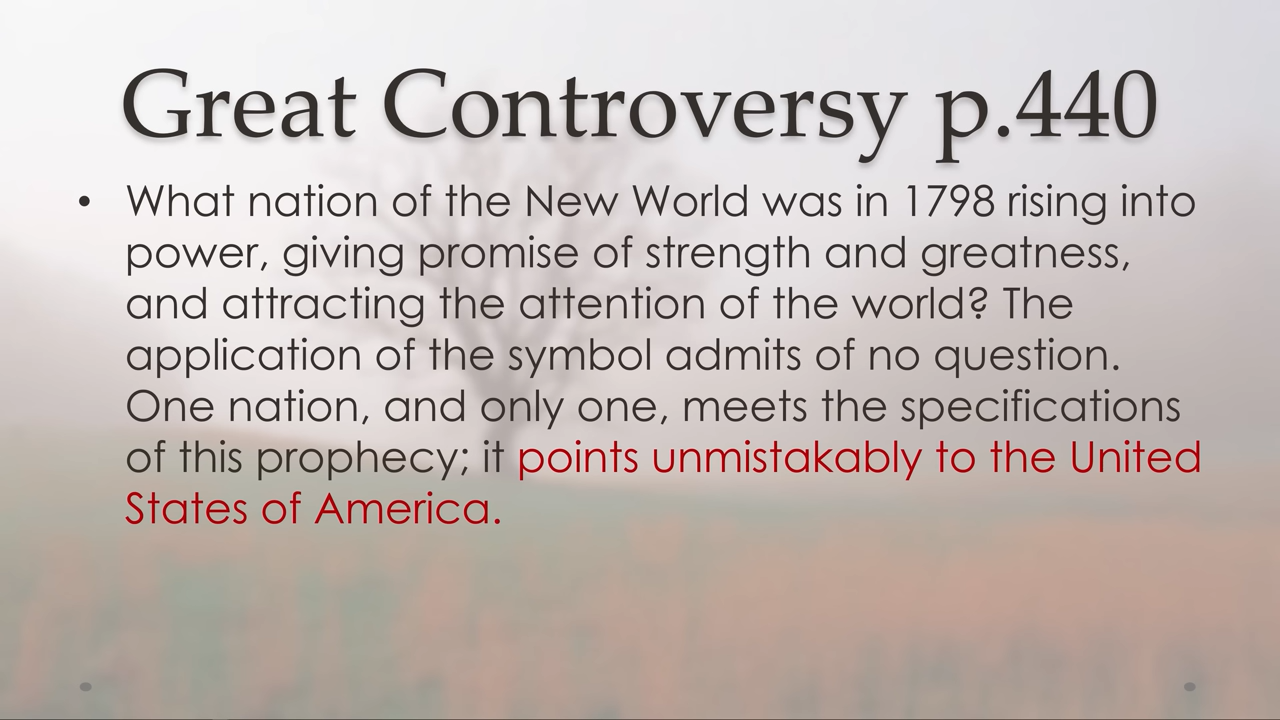 Great Controversy p.440
• What nation of the New World was in 1798 rising into
power, giving promise of strength and greatness,
and attracting the attention of the world? The
application of the symbol admits of no question.
One nation, and only one, meets the specifications
of this prophecy; it points unmistakably to the United
States of America.